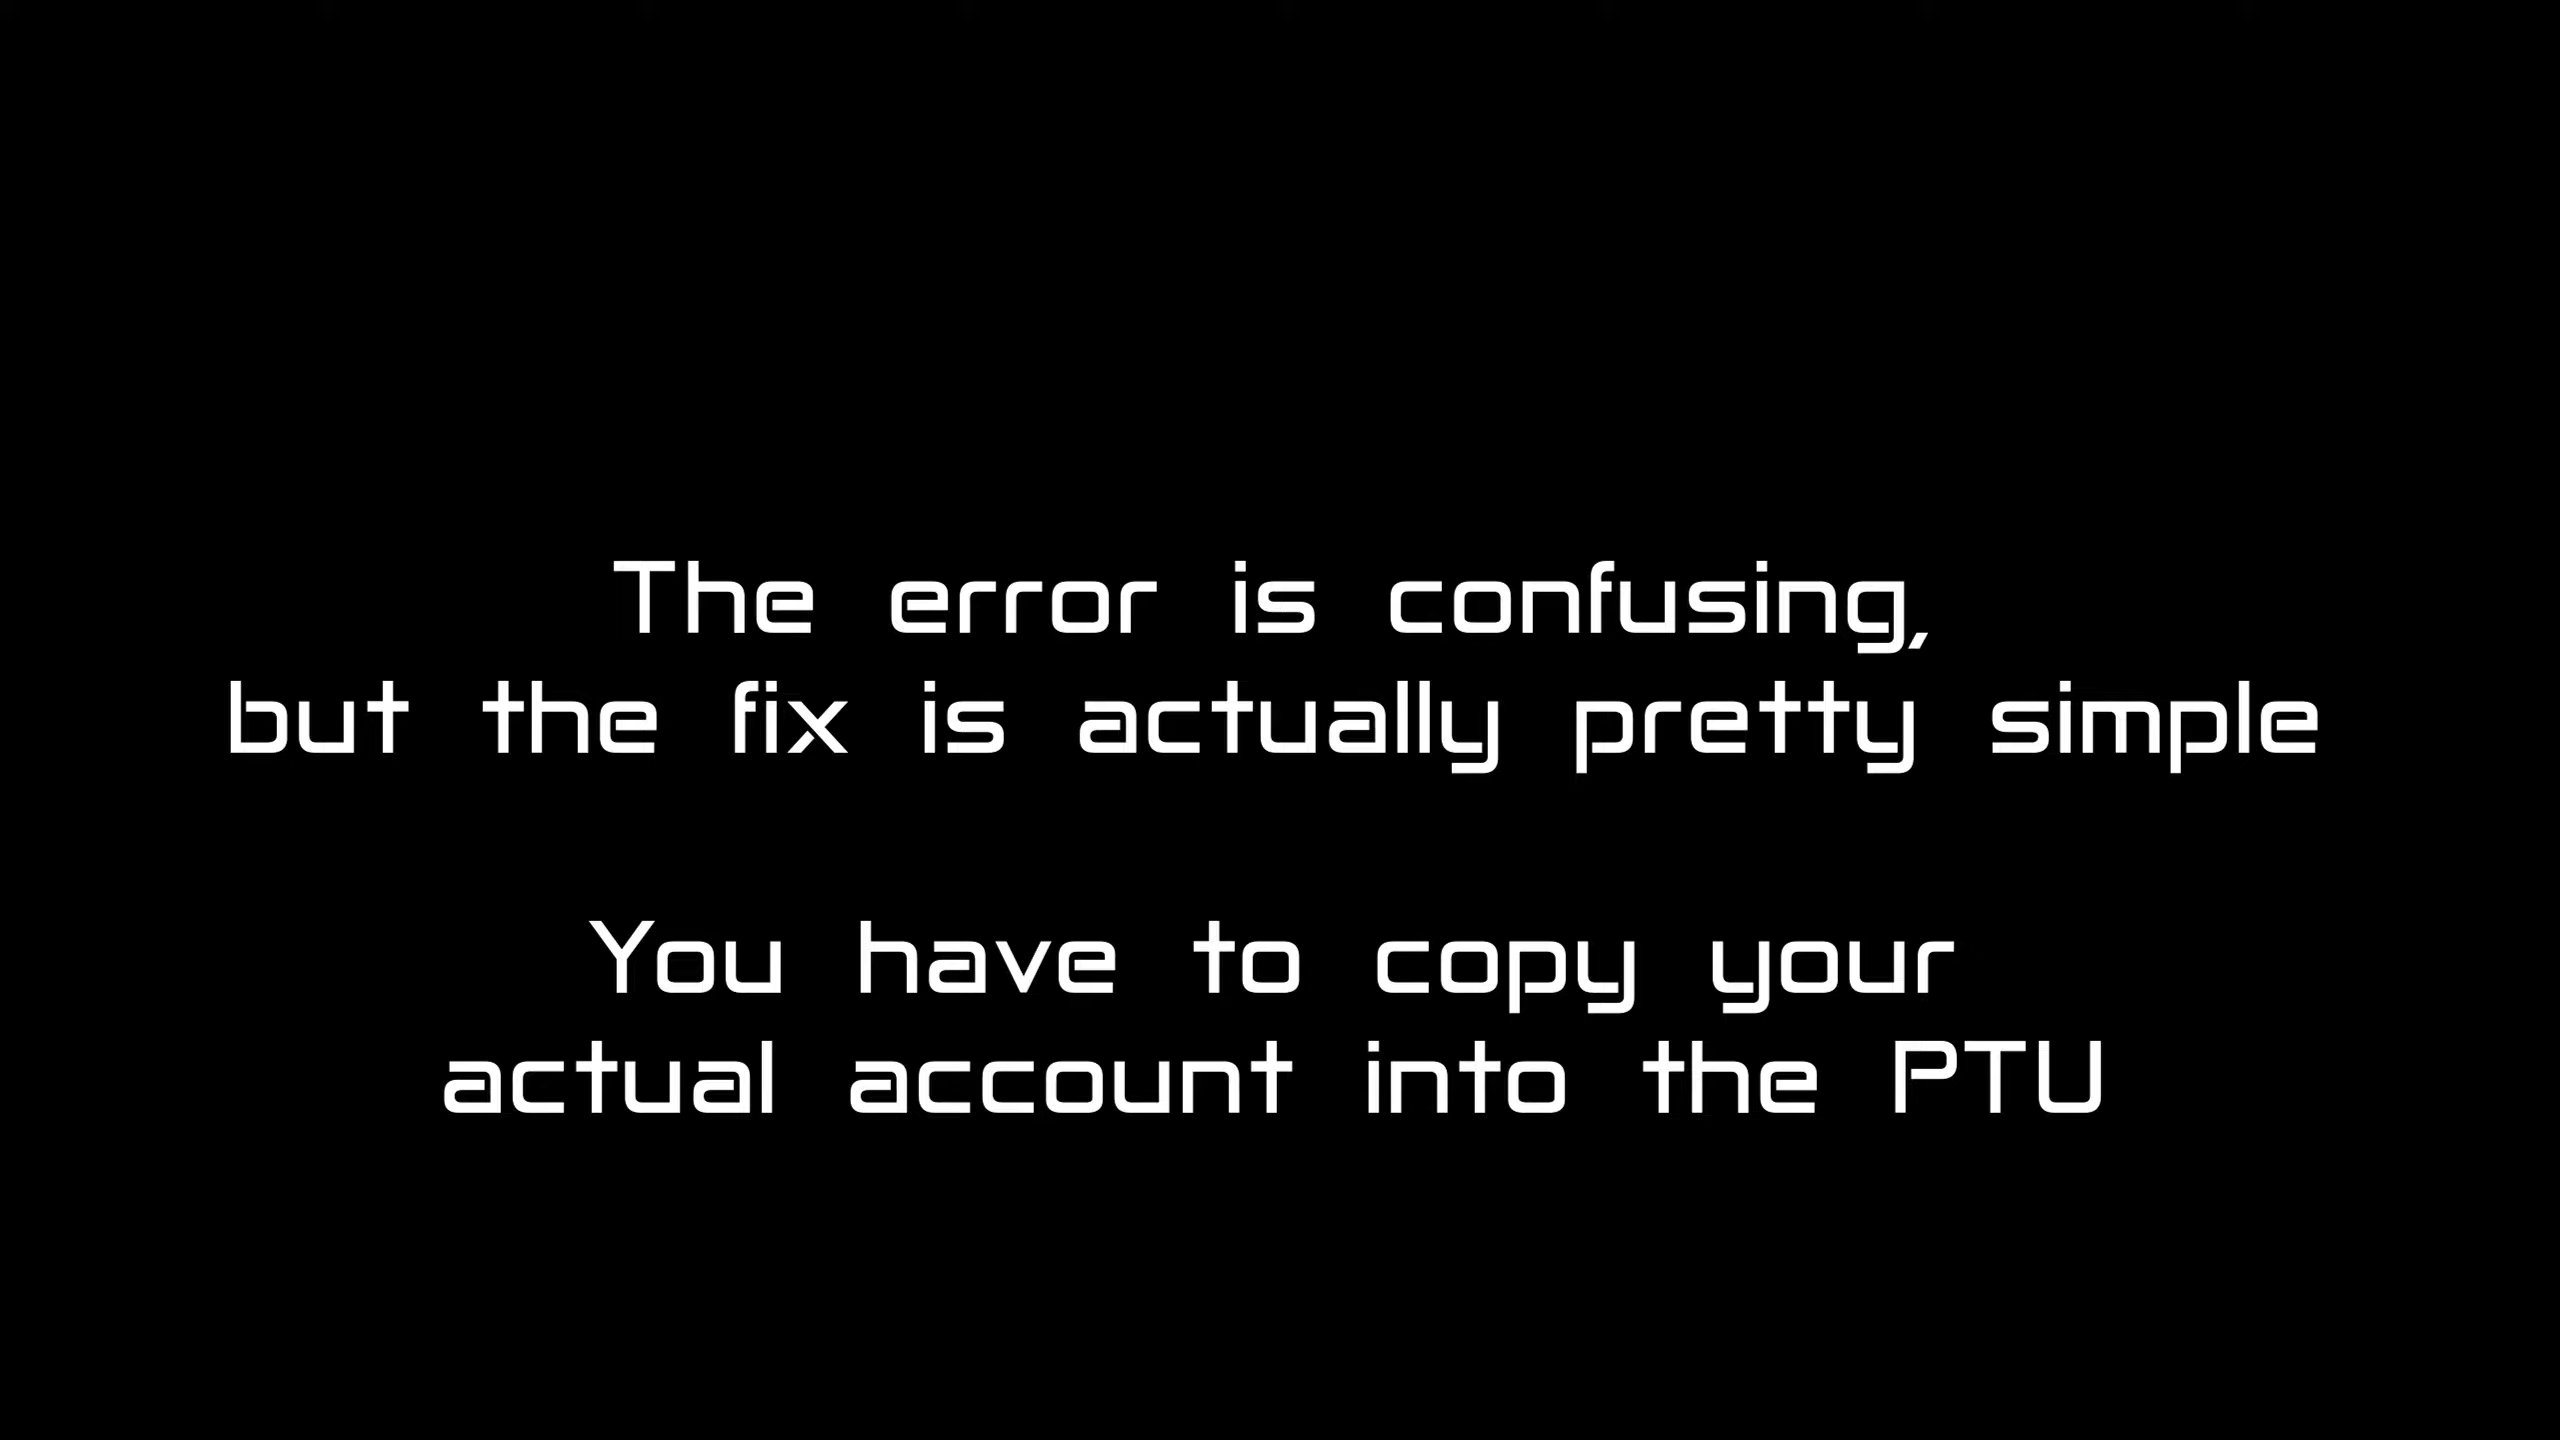 The error is confusing,
but the fix is actually pretty simple
You have to copy your
actual account into the PTU